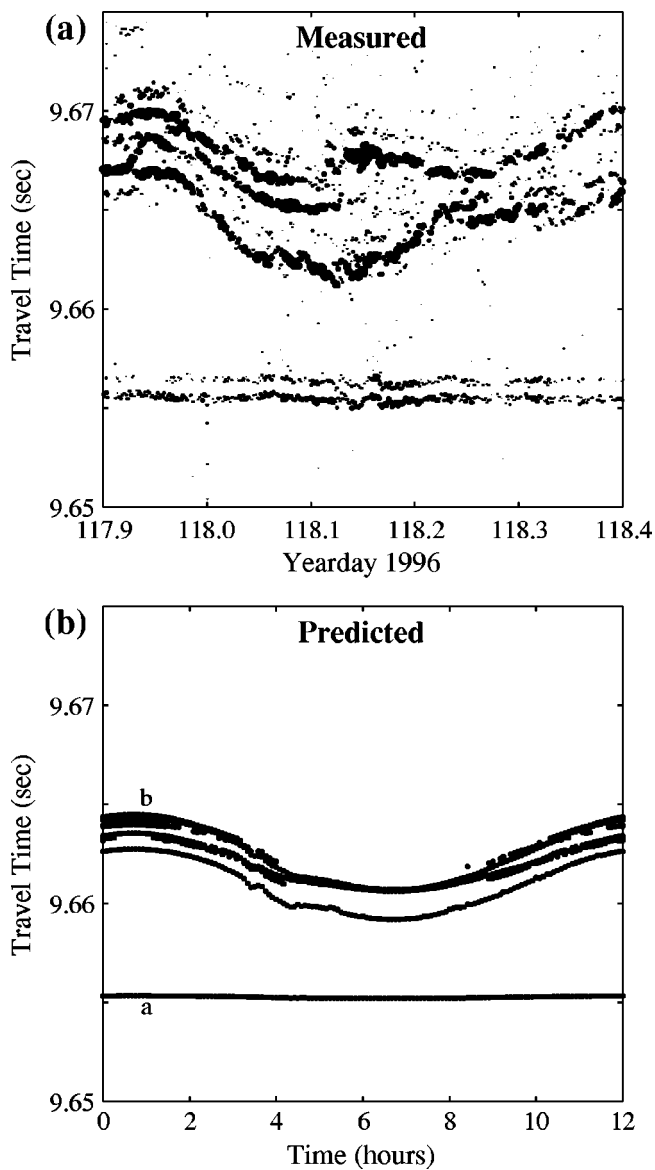 (a) Measured
9.67
9.66
9.65
Travel Time (sec)
117.9 118.0 118.1 118.2 118.3 118.4
Yearday 1996
(b) Predicted
9.67
b
9.66
a
9.65
Travel Time (sec)
0 2 4 6 8 10 12
Time (hours)